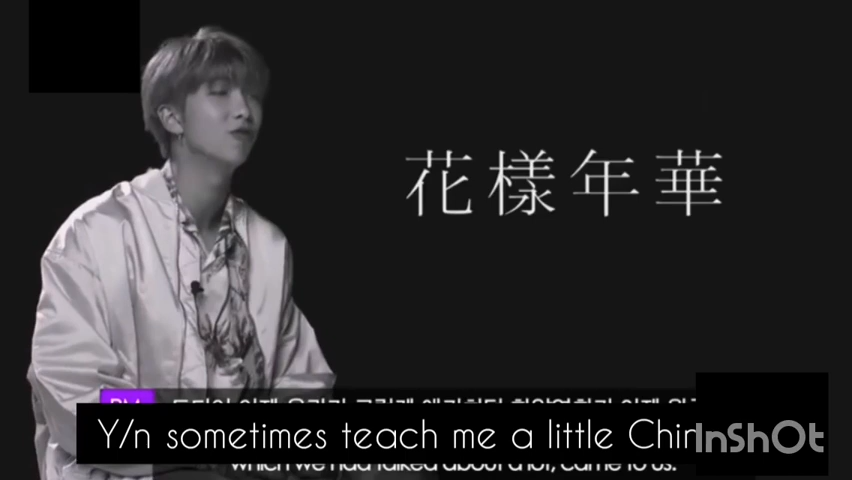 花樣年華
RM
Y/n sometimes teach me a little Chin
InShOt
which we had talked about a lot, came to us.